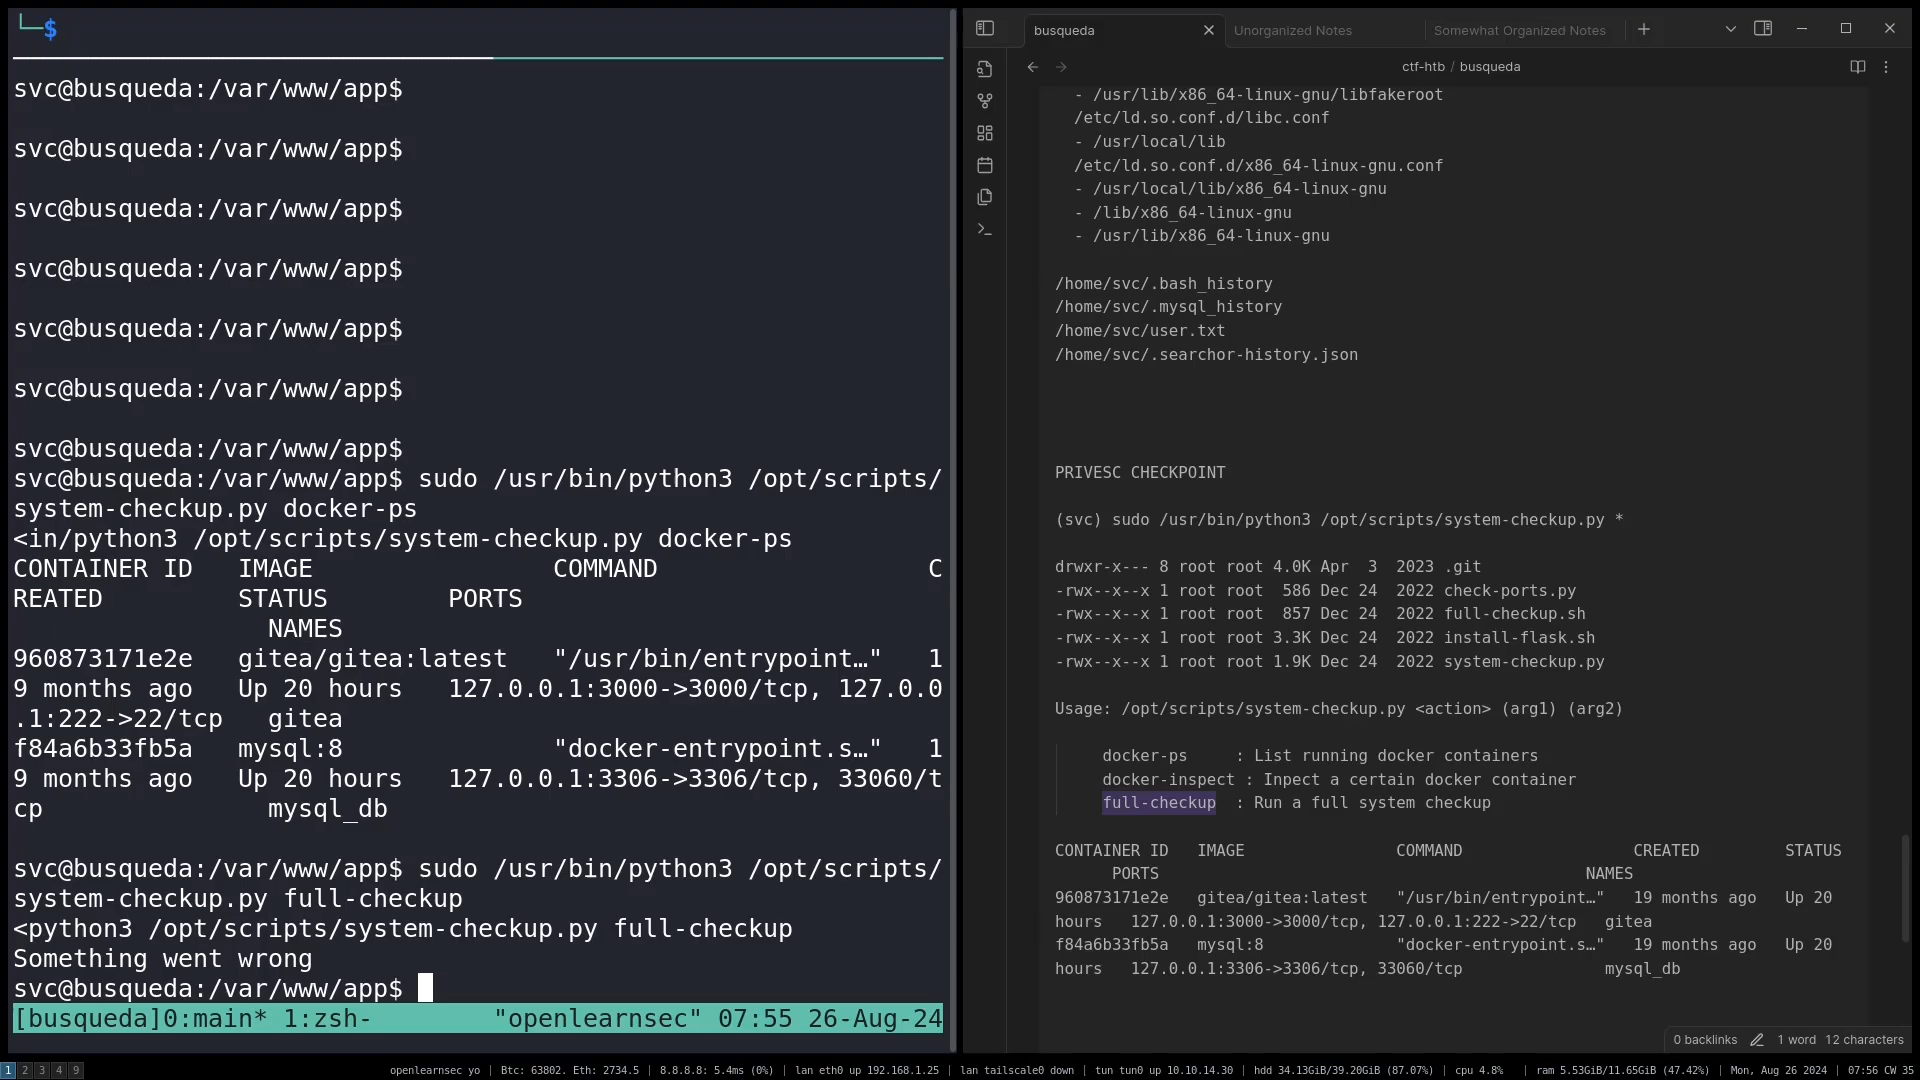 └─$
svc@busqueda:/var/www/app$
svc@busqueda:/var/www/app$
svc@busqueda:/var/www/app$
svc@busqueda:/var/www/app$
svc@busqueda:/var/www/app$
svc@busqueda:/var/www/app$
svc@busqueda:/var/www/app$
svc@busqueda:/var/www/app$ sudo /usr/bin/python3 /opt/scripts/
system-checkup.py docker-ps
<in/python3 /opt/scripts/system-checkup.py docker-ps
CONTAINER ID   IMAGE                COMMAND                  C
REATED         STATUS        PORTS
                 NAMES
960873171e2e   gitea/gitea:latest   "/usr/bin/entrypoint…"   1
9 months ago   Up 20 hours   127.0.0.1:3000->3000/tcp, 127.0.0
.1:222->22/tcp   gitea
f84a6b33fb5a   mysql:8              "docker-entrypoint.s…"   1
9 months ago   Up 20 hours   127.0.0.1:3306->3306/tcp, 33060/t
cp               mysql_db
svc@busqueda:/var/www/app$ sudo /usr/bin/python3 /opt/scripts/
system-checkup.py full-checkup
<python3 /opt/scripts/system-checkup.py full-checkup
Something went wrong
svc@busqueda:/var/www/app$
[busqueda]0:main* 1:zsh-        "openlearnsec" 07:55 26-Aug-24
busqueda
Unorganized Notes
Somewhat Organized Notes
ctf-htb / busqueda
- /usr/lib/x86_64-linux-gnu/libfakeroot
/etc/ld.so.conf.d/libc.conf
- /usr/local/lib
/etc/ld.so.conf.d/x86_64-linux-gnu.conf
- /usr/local/lib/x86_64-linux-gnu
- /lib/x86_64-linux-gnu
- /usr/lib/x86_64-linux-gnu
/home/svc/.bash_history
/home/svc/.mysql_history
/home/svc/user.txt
/home/svc/.searchor-history.json
PRIVESC CHECKPOINT
(svc) sudo /usr/bin/python3 /opt/scripts/system-checkup.py *
drwxr-x--- 8 root root 4.0K Apr  3  2023 .git
-rwx--x--x 1 root root  586 Dec 24  2022 check-ports.py
-rwx--x--x 1 root root  857 Dec 24  2022 full-checkup.sh
-rwx--x--x 1 root root 3.3K Dec 24  2022 install-flask.sh
-rwx--x--x 1 root root 1.9K Dec 24  2022 system-checkup.py
Usage: /opt/scripts/system-checkup.py <action> (arg1) (arg2)
docker-ps     : List running docker containers
docker-inspect : Inpect a certain docker container
full-checkup  : Run a full system checkup
CONTAINER ID   IMAGE                COMMAND                  CREATED         STATUS
      PORTS                                             NAMES
960873171e2e   gitea/gitea:latest   "/usr/bin/entrypoint…"   19 months ago   Up 20
hours   127.0.0.1:3000->3000/tcp, 127.0.0.1:222->22/tcp   gitea
f84a6b33fb5a   mysql:8              "docker-entrypoint.s…"   19 months ago   Up 20
hours   127.0.0.1:3306->3306/tcp, 33060/tcp               mysql_db
0 backlinks 1 word 12 characters
1 2 3 4 9
openlearnsec yo | Btc: 63802. Eth: 2734.5 | 8.8.8.8: 5.4ms (0%) | lan eth0 up 192.168.1.25 | lan tailscale0 down | tun tun0 up 10.10.14.30 | hdd 34.13GiB/39.20GiB (87.07%) | cpu 4.8% | ram 5.53GiB/11.65GiB (47.42%) | Mon, Aug 26 2024 | 07:56 CW 35